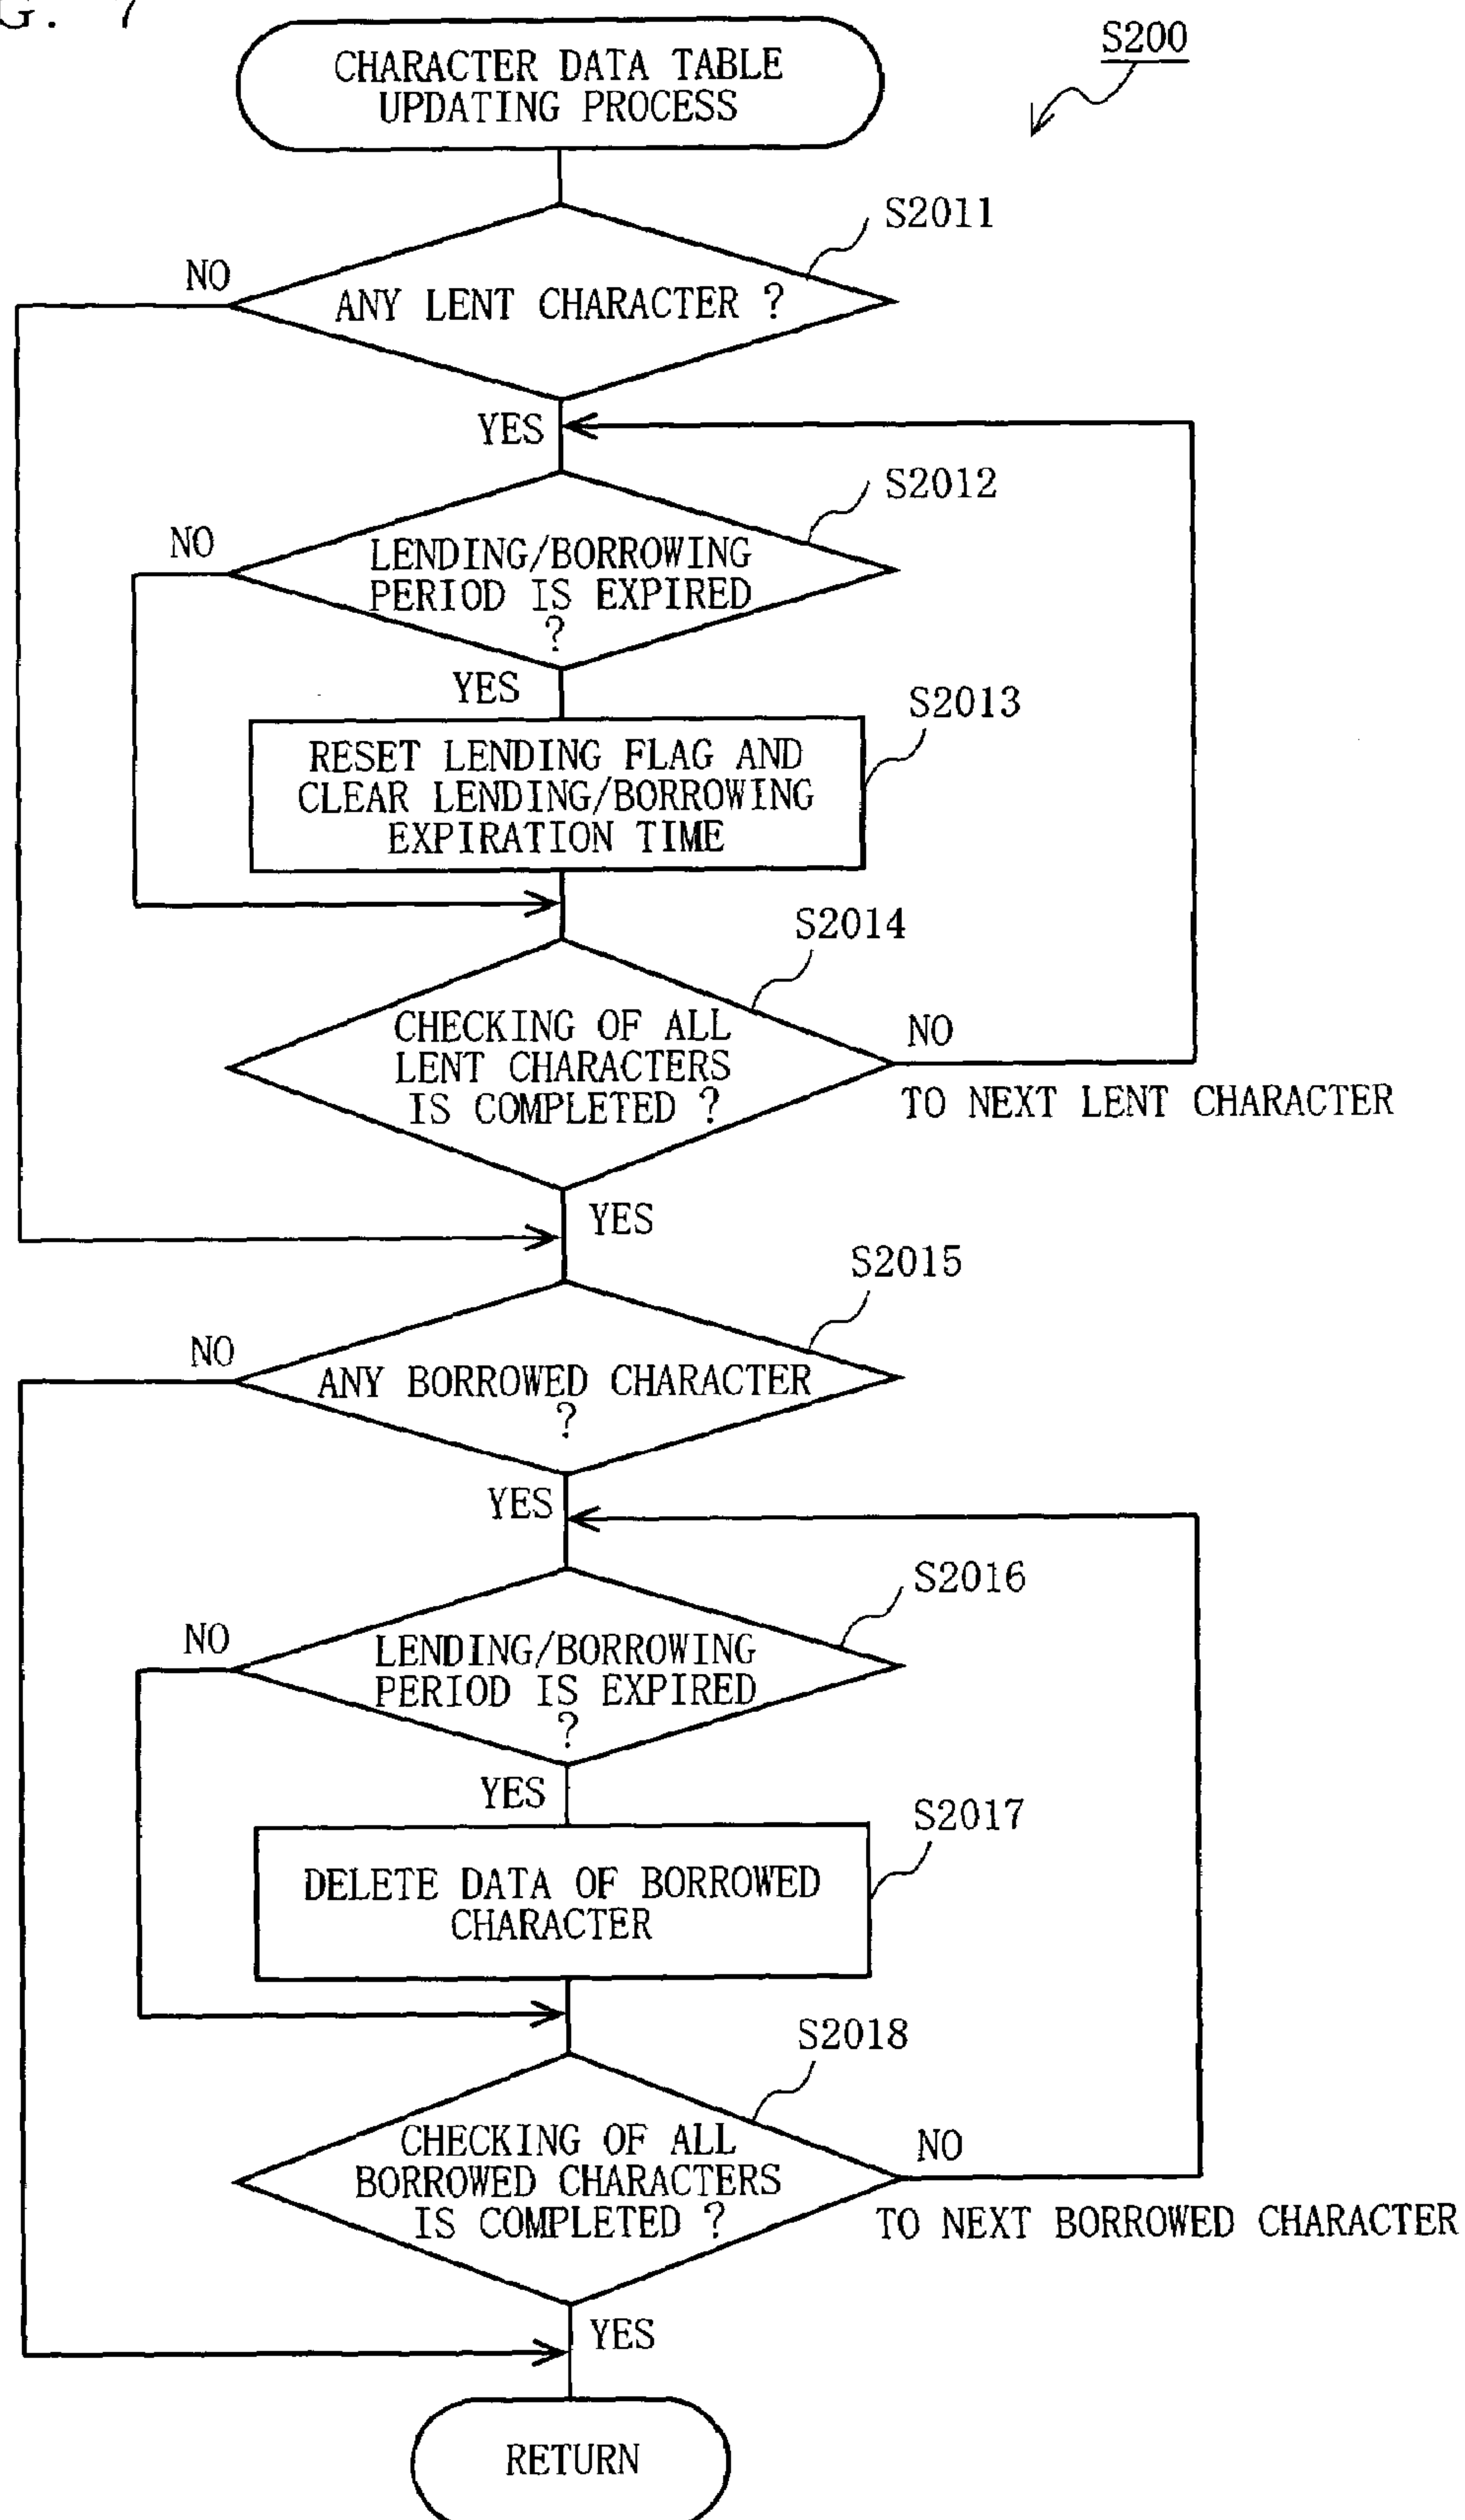 G. 7
CHARACTER DATA TABLE
UPDATING PROCESS
S200
S2011
NO
ANY LENT CHARACTER ?
YES
S2012
NO
LENDING/BORROWING
PERIOD IS EXPIRED
?
YES
S2013
RESET LENDING FLAG AND
CLEAR LENDING/BORROWING
EXPIRATION TIME
S2014
CHECKING OF ALL
LENT CHARACTERS
IS COMPLETED ?
NO
TO NEXT LENT CHARACTER
YES
S2015
NO
ANY BORROWED CHARACTER
?
YES
S2016
NO
LENDING/BORROWING
PERIOD IS EXPIRED
?
YES
S2017
DELETE DATA OF BORROWED
CHARACTER
S2018
CHECKING OF ALL
BORROWED CHARACTERS
IS COMPLETED ?
NO
TO NEXT BORROWED CHARACTER
YES
RETURN